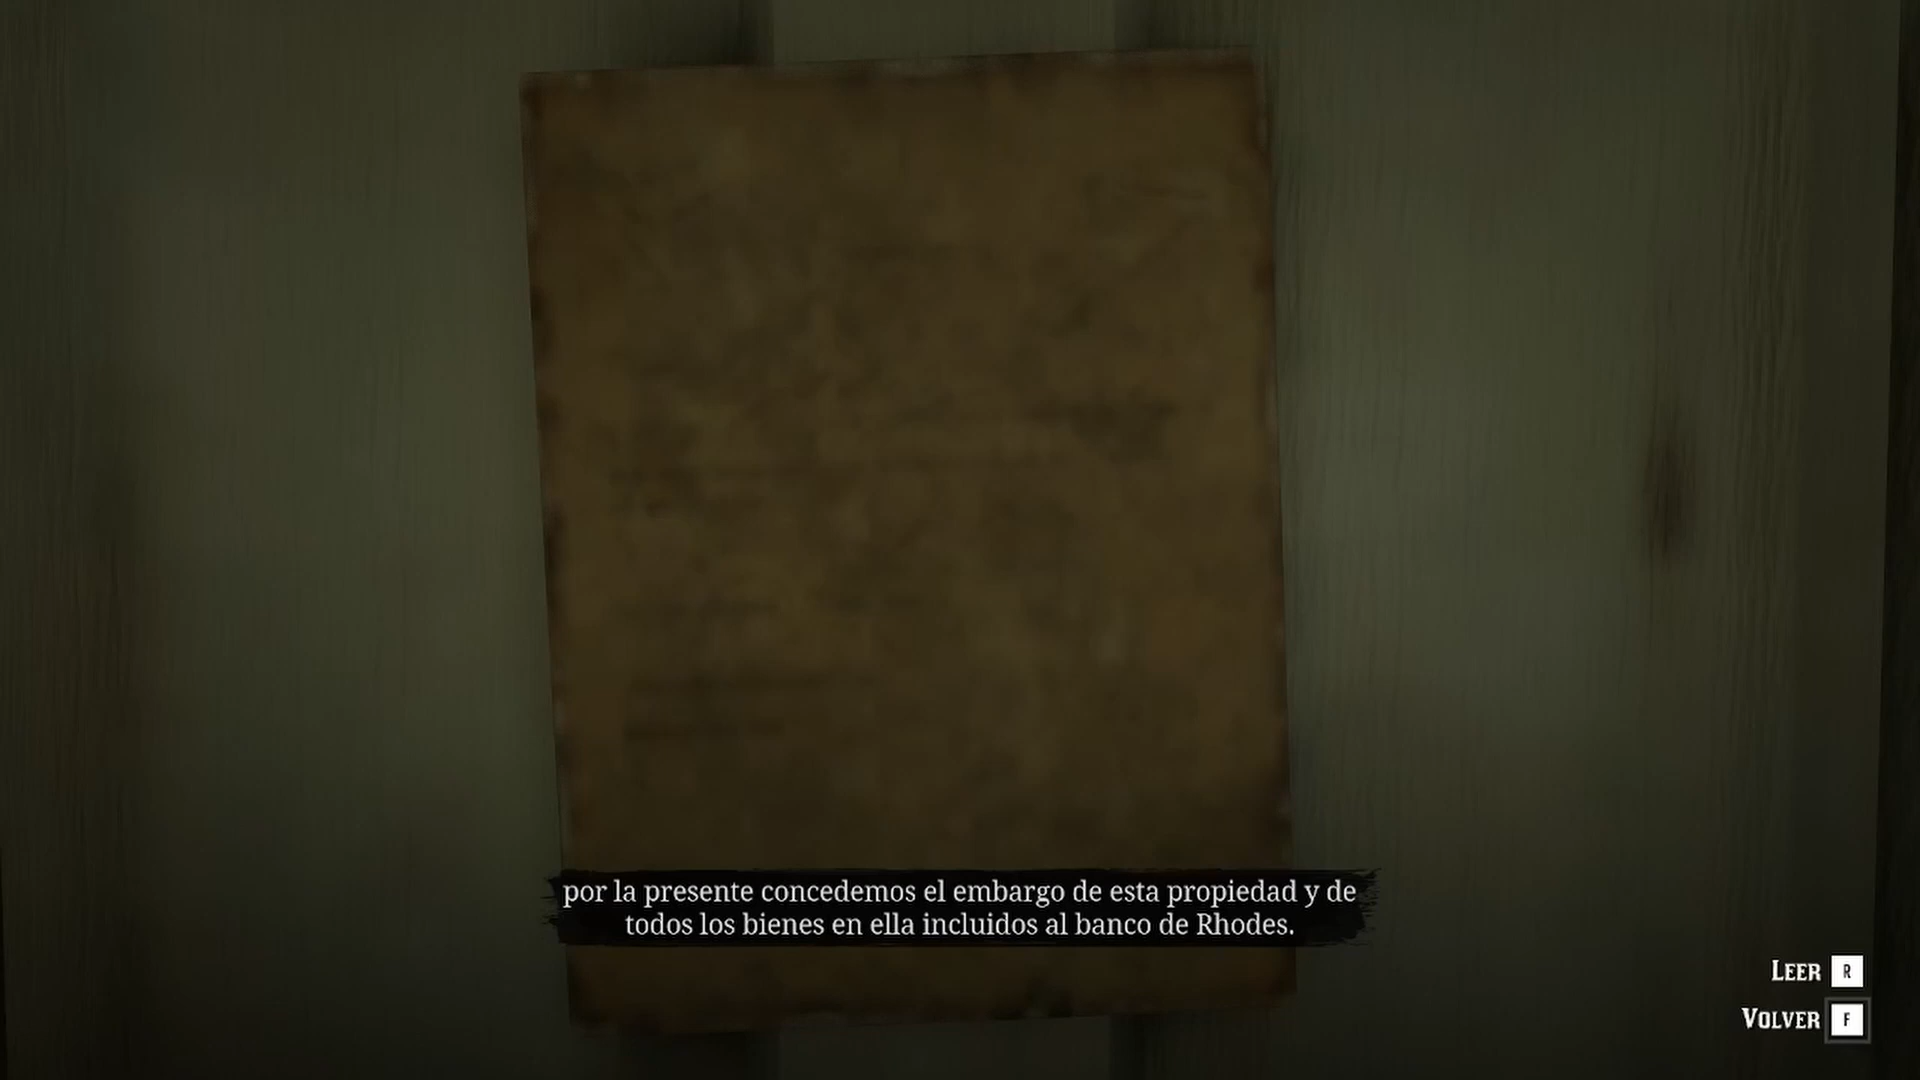 por la presente concedemos el embargo de esta propiedad y de
todos los bienes en ella incluidos al banco de Rhodes.
LEER R
VOLVER F